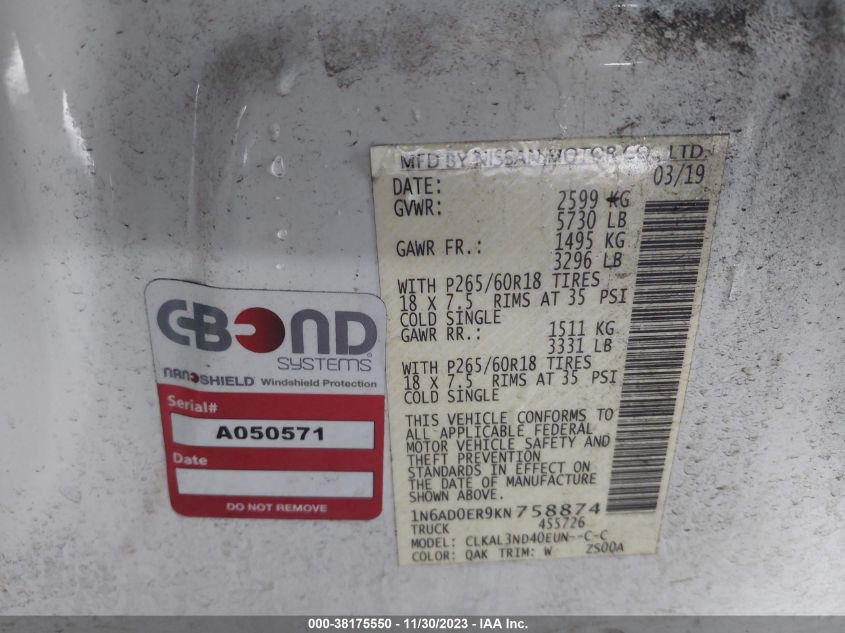 C-BOND
SYSTEMS
NANOSHIELD Windshield Protection
Serial#
A050571
Date
DO NOT REMOVE
MFD BY NISSAN MOTOR CO., LTD.
DATE: 03/19
GVWR: 2599 KG
5730 LB
GAWR FR.: 1495 KG
3296 LB
WITH P265/60R18 TIRES
18 X 7.5 RIMS AT 35 PSI
COLD SINGLE
GAWR RR.: 1511 KG
3331 LB
WITH P265/60R18 TIRES
18 X 7.5 RIMS AT 35 PSI
COLD SINGLE
THIS VEHICLE CONFORMS TO
ALL APPLICABLE FEDERAL
MOTOR VEHICLE SAFETY AND
THEFT PREVENTION
STANDARDS IN EFFECT ON
THE DATE OF MANUFACTURE
SHOWN ABOVE.
1N6AD0ER9KN758874
TRUCK 455726
MODEL: CLKAL3ND40EUN--C-C
COLOR: QAK TRIM: W ZS00A
000-38175550 - 11/30/2023 - IAA Inc.